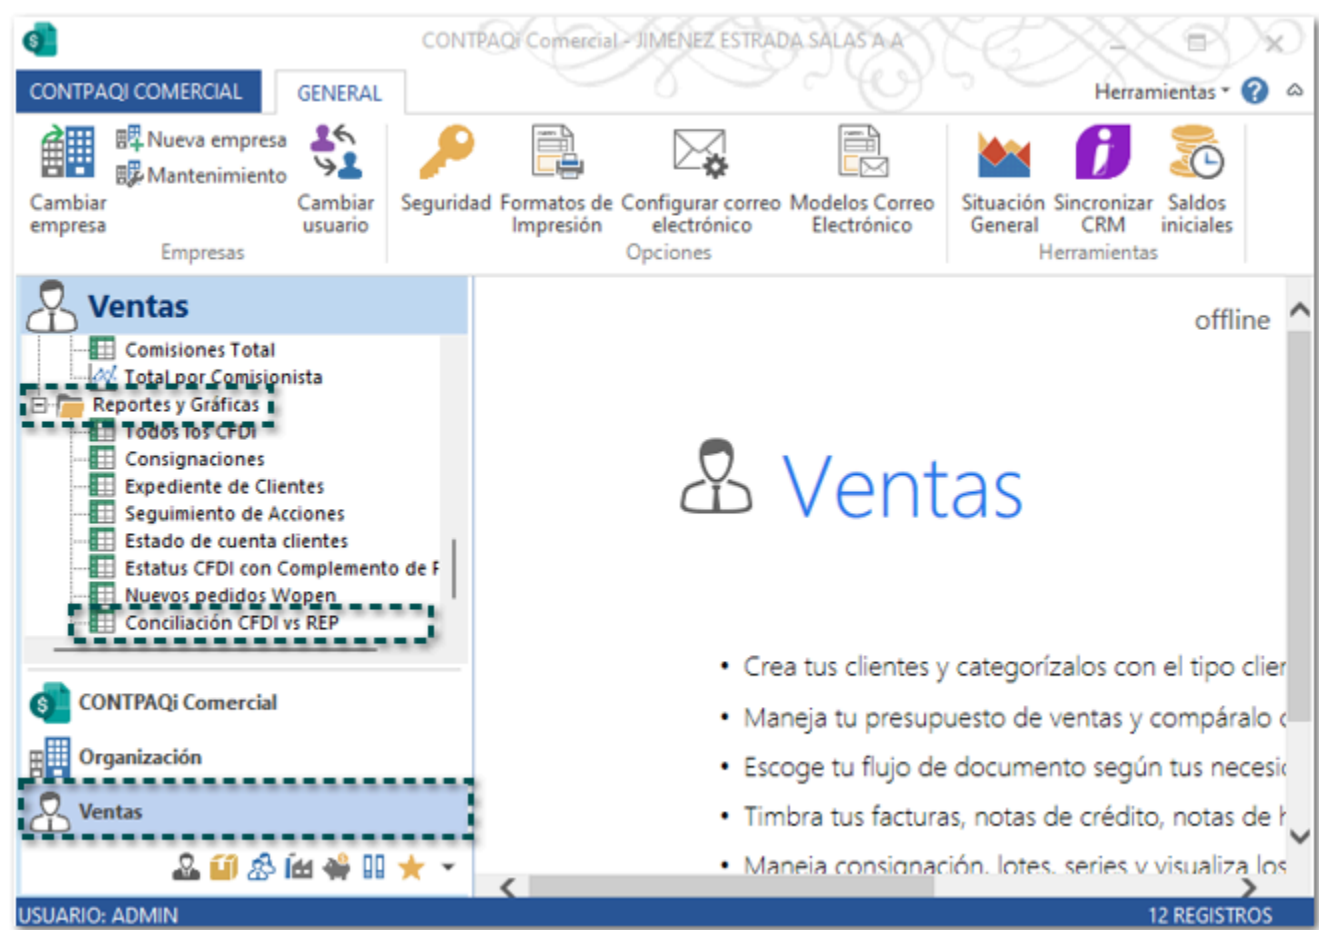 CONTPAQi Comercial - JIMENEZ ESTRADA SALAS A A
CONTPAQI COMERCIAL
GENERAL
Herramientas
Nueva empresa
Mantenimiento
Cambiar empresa
Cambiar usuario
Empresas
Seguridad
Formatos de Impresión
Configurar correo electrónico
Modelos Correo Electrónico
Opciones
Situación General
Sincronizar CRM
Saldos iniciales
Herramientas
Ventas
Comisiones Total
Total por Comisionista
Reportes y Gráficas
Todos los CFDI
Consignaciones
Expediente de Clientes
Seguimiento de Acciones
Estado de cuenta clientes
Estatus CFDI con Complemento de P
Nuevos pedidos Wopen
Conciliación CFDI vs REP
CONTPAQi Comercial
Organización
Ventas
offline
Ventas
• Crea tus clientes y categorízalos con el tipo clier
• Maneja tu presupuesto de ventas y compáralo c
• Escoge tu flujo de documento según tus necesi
• Timbra tus facturas, notas de crédito, notas de h
• Maneja consignación, lotes, series y visualiza los
USUARIO: ADMIN
12 REGISTROS